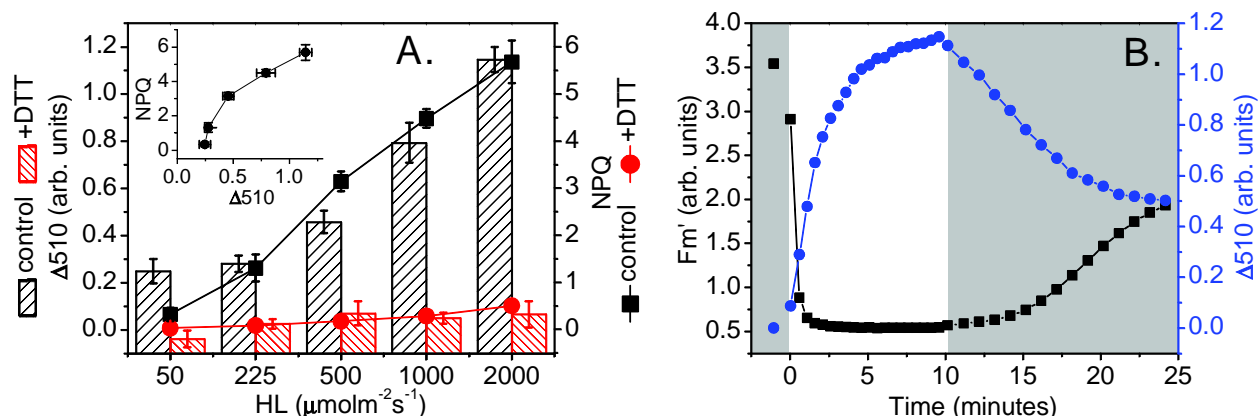 A.
Δ510 (arb. units)
control +DTT
1.2
1.0
0.8
0.6
0.4
0.2
0.0
NPQ
6
4
2
0
0.0 0.5 1.0
Δ510
6
5
4
3
2
1
0
NPQ
control +DTT
50 225 500 1000 2000
HL (μmolm⁻²s⁻¹)
B.
Fm' (arb. units)
4.0
3.5
3.0
2.5
2.0
1.5
1.0
0.5
1.2
1.0
0.8
0.6
0.4
0.2
0.0
Δ510 (arb. units)
0 5 10 15 20 25
Time (minutes)